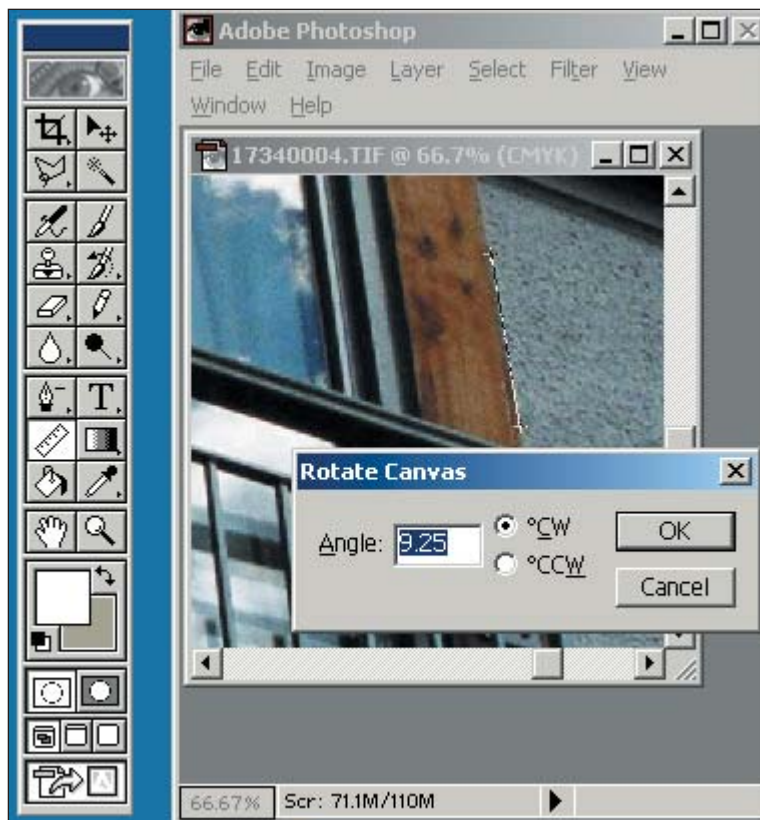 Adobe Photoshop
File Edit Image Layer Select Filter View
Window Help
17340004.TIF @ 66.7% (CMYK)
T
Rotate Canvas
Angle: 9.25
°CW
°CCW
OK
Cancel
66.67% Scr: 71.1M/110M